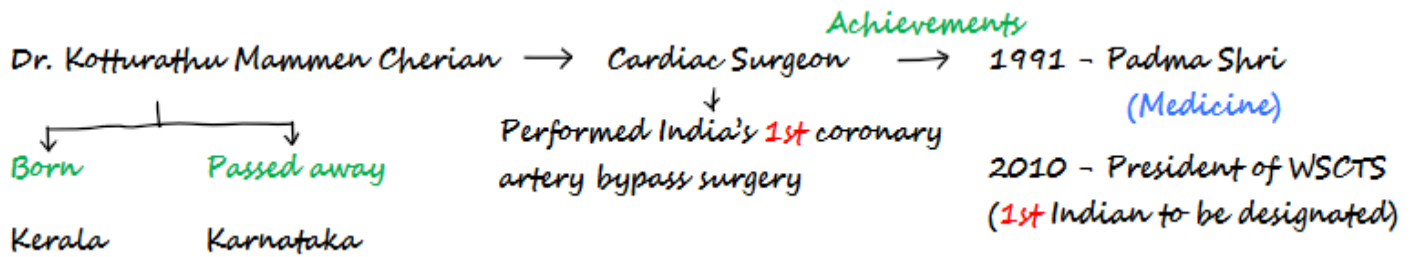 Achievements
Dr. Kotturathu Mammen Cherian → Cardiac Surgeon → 1991 - Padma Shri
(Medicine)
Performed India's 1st coronary
artery bypass surgery
Born Passed away
2010 - President of WSCTS
(1st Indian to be designated)
Kerala Karnataka